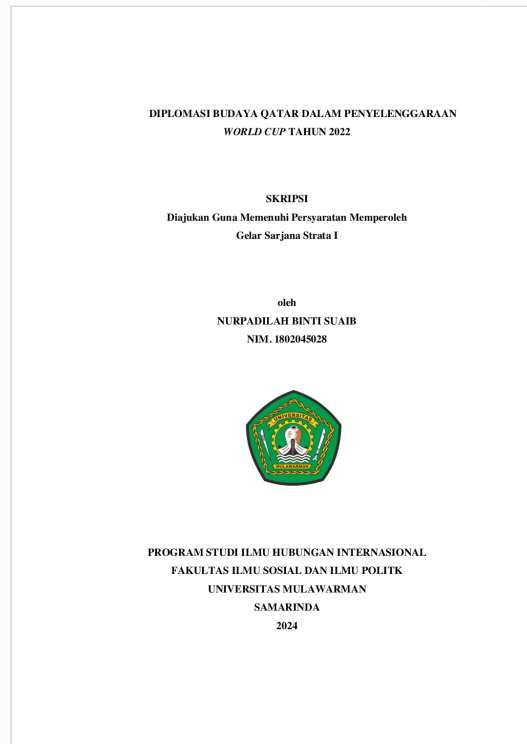 DIPLOMASI BUDAYA QATAR DALAM PENYELENGGARAAN
WORLD CUP TAHUN 2022
SKRIPSI
Diajukan Guna Memenuhi Persyaratan Memperoleh
Gelar Sarjana Strata I
oleh
NURPADILAH BINTI SUAIB
NIM. 1802045028
UNIVERSITAS
MULAWARMAN
PROGRAM STUDI ILMU HUBUNGAN INTERNASIONAL
FAKULTAS ILMU SOSIAL DAN ILMU POLITK
UNIVERSITAS MULAWARMAN
SAMARINDA
2024